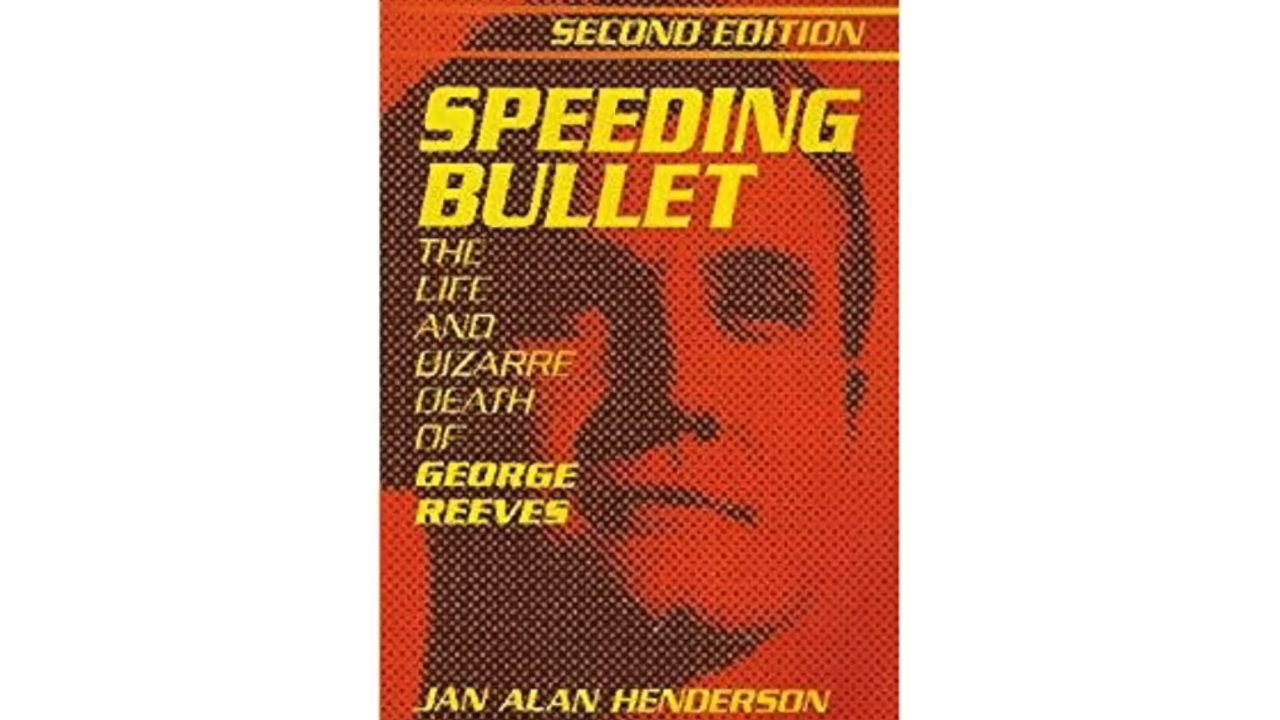 SECOND EDITION
SPEEDING
BULLET
THE
LIFE
AND
BIZARRE
DEATH
OF
GEORGE
REEVES
JAN ALAN HENDERSON